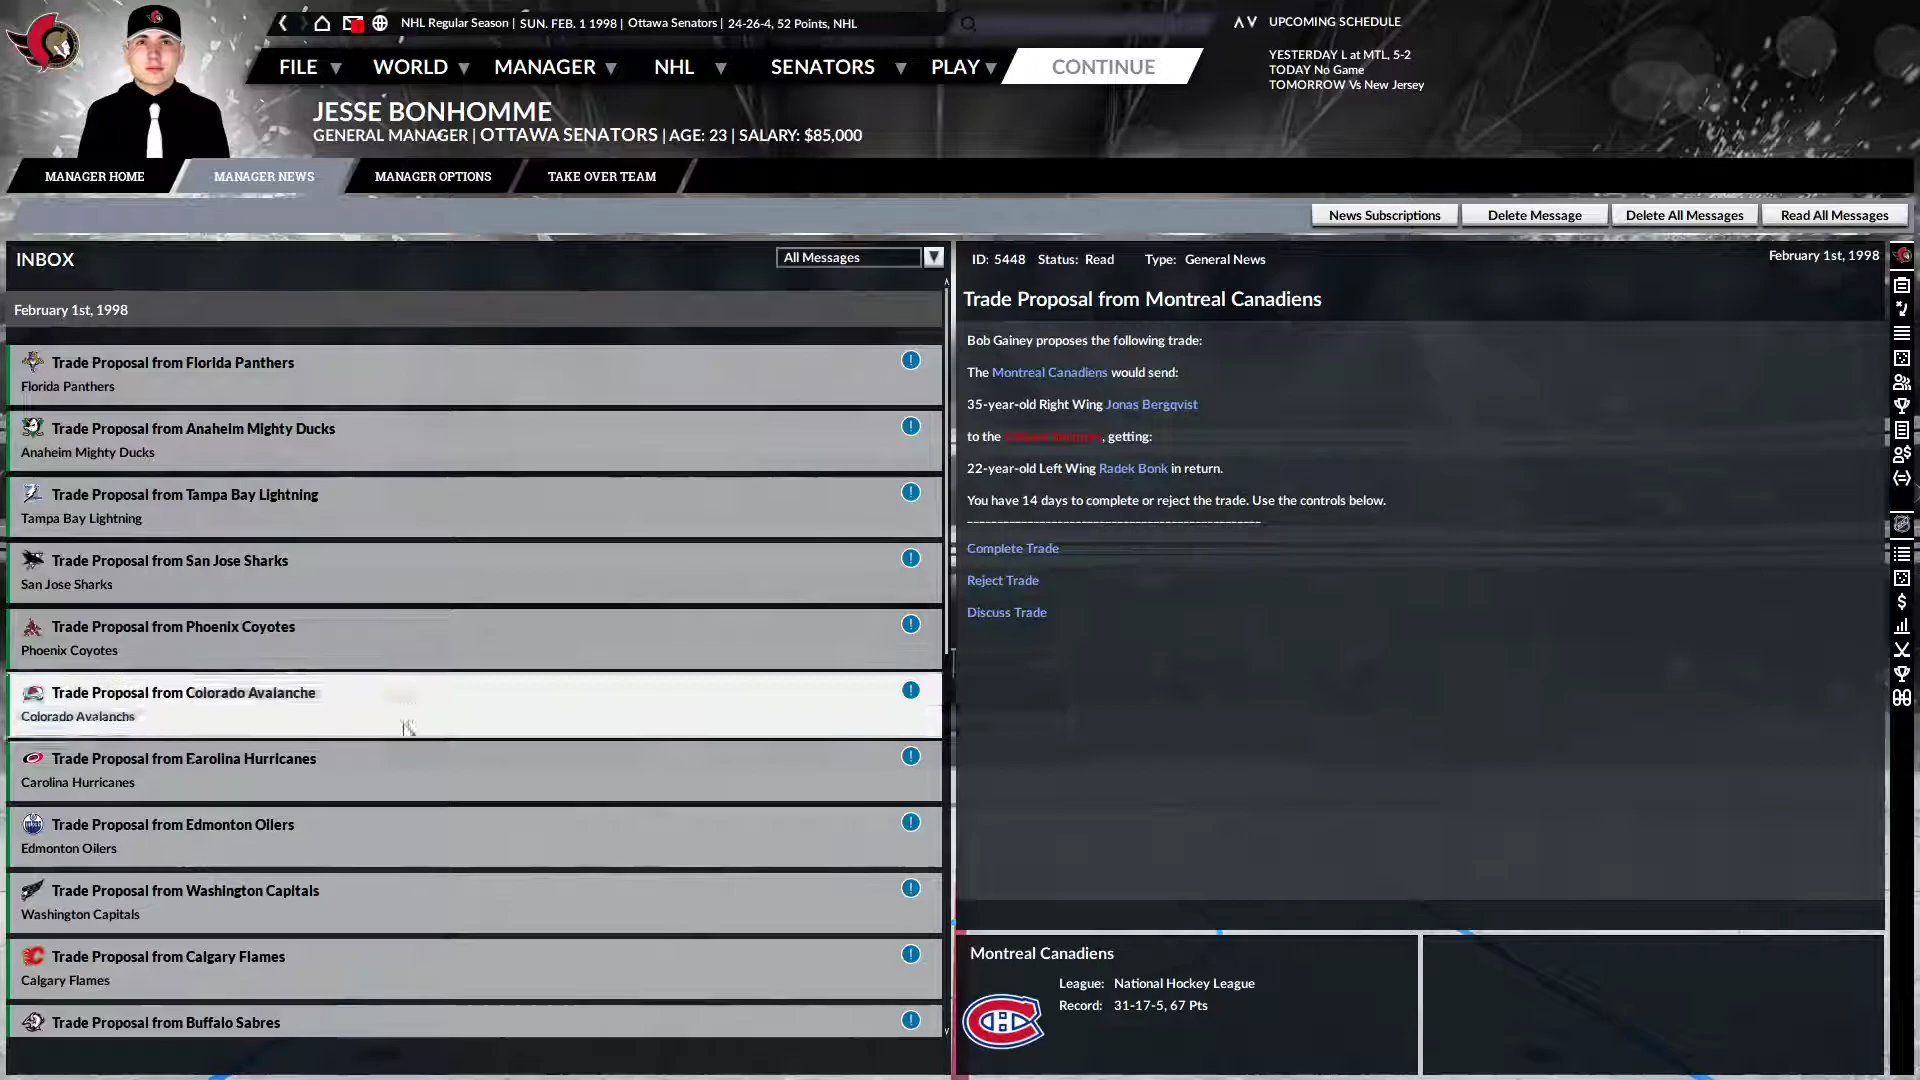 NHL Regular Season | SUN. FEB. 1 1998 | Ottawa Senators | 24-26-4, 52 Points, NHL
UPCOMING SCHEDULE
YESTERDAY L at MTL, 5-2
TODAY No Game
TOMORROW Vs New Jersey
FILE WORLD MANAGER NHL SENATORS PLAY CONTINUE
JESSE BONHOMME
GENERAL MANAGER | OTTAWA SENATORS | AGE: 23 | SALARY: $85,000
MANAGER HOME MANAGER NEWS MANAGER OPTIONS TAKE OVER TEAM
News Subscriptions Delete Message Delete All Messages Read All Messages
INBOX All Messages
February 1st, 1998
Trade Proposal from Florida Panthers
Florida Panthers
Trade Proposal from Anaheim Mighty Ducks
Anaheim Mighty Ducks
Trade Proposal from Tampa Bay Lightning
Tampa Bay Lightning
Trade Proposal from San Jose Sharks
San Jose Sharks
Trade Proposal from Phoenix Coyotes
Phoenix Coyotes
Trade Proposal from Colorado Avalanche
Colorado Avalanchs
Trade Proposal from Earolina Hurricanes
Carolina Hurricanes
Trade Proposal from Edmonton Oilers
Edmonton Oilers
Trade Proposal from Washington Capitals
Washington Capitals
Trade Proposal from Calgary Flames
Calgary Flames
Trade Proposal from Buffalo Sabres
ID: 5448 Status: Read Type: General News February 1st, 1998
Trade Proposal from Montreal Canadiens
Bob Gainey proposes the following trade:
The Montreal Canadiens would send:
35-year-old Right Wing Jonas Bergqvist
to the , getting:
22-year-old Left Wing Radek Bonk in return.
You have 14 days to complete or reject the trade. Use the controls below.
Complete Trade
Reject Trade
Discuss Trade
Montreal Canadiens
League: National Hockey League
Record: 31-17-5, 67 Pts